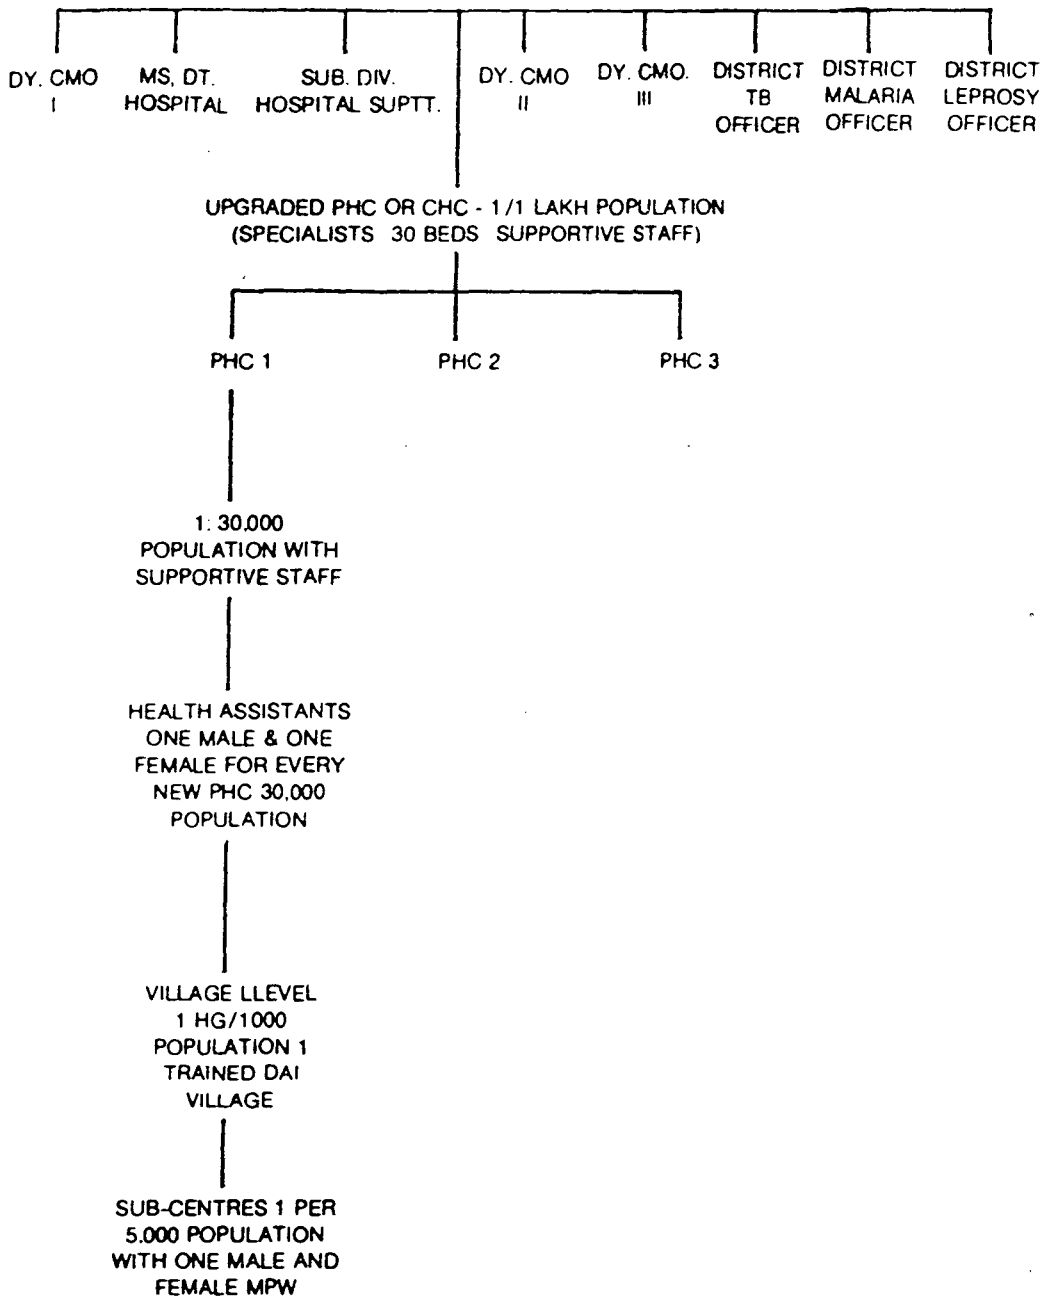 DY. CMO
I
MS, DT.
HOSPITAL
SUB. DIV.
HOSPITAL SUPTT.
DY. CMO
II
DY. CMO.
III
DISTRICT
TB
OFFICER
DISTRICT
MALARIA
OFFICER
DISTRICT
LEPROSY
OFFICER
UPGRADED PHC OR CHC - 1/1 LAKH POPULATION
(SPECIALISTS 30 BEDS SUPPORTIVE STAFF)
PHC 1
PHC 2
PHC 3
1: 30.000
POPULATION WITH
SUPPORTIVE STAFF
HEALTH ASSISTANTS
ONE MALE & ONE
FEMALE FOR EVERY
NEW PHC 30,000
POPULATION
VILLAGE LLEVEL
1 HG/1000
POPULATION 1
TRAINED DAI
VILLAGE
SUB-CENTRES 1 PER
5.000 POPULATION
WITH ONE MALE AND
FEMALE MPW